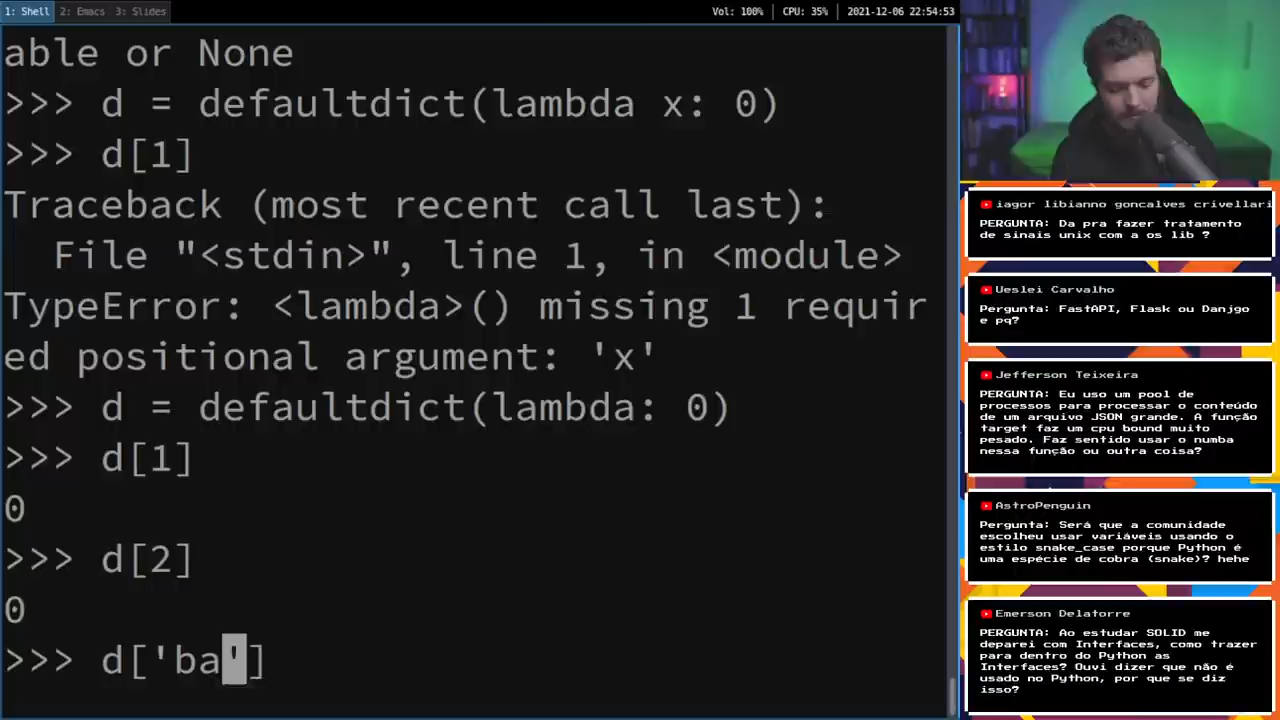 1: Shell 2: Emacs 3: Slides
Vol: 100% CPU: 35% 2021-12-06 22:54:53
able or None
>>> d = defaultdict(lambda x: 0)
>>> d[1]
Traceback (most recent call last):
  File "<stdin>", line 1, in <module>
TypeError: <lambda>() missing 1 requir
ed positional argument: 'x'
>>> d = defaultdict(lambda: 0)
>>> d[1]
0
>>> d[2]
0
>>> d['ba']
iagor libianno goncalves crivellari
PERGUNTA: Da pra fazer tratamento
de sinais unix com a os lib ?
Ueslei Carvalho
Pergunta: FastAPI, Flask ou Danjgo
e pq?
Jefferson Teixeira
PERGUNTA: Eu uso um pool de
processos para processar o conteúdo
de um arquivo JSON grande. A função
target faz um cpu bound muito
pesado. Faz sentido usar o numba
nessa função ou outra coisa?
AstroPenguin
Pergunta: Será que a comunidade
escolheu usar variáveis usando o
estilo snake_case porque Python é
uma espécie de cobra (snake)? hehe
Emerson Delatorre
PERGUNTA: Ao estudar SOLID me
deparei com Interfaces, como trazer
para dentro do Python as
Interfaces? Ouvi dizer que não é
usado no Python, por que se diz
isso?